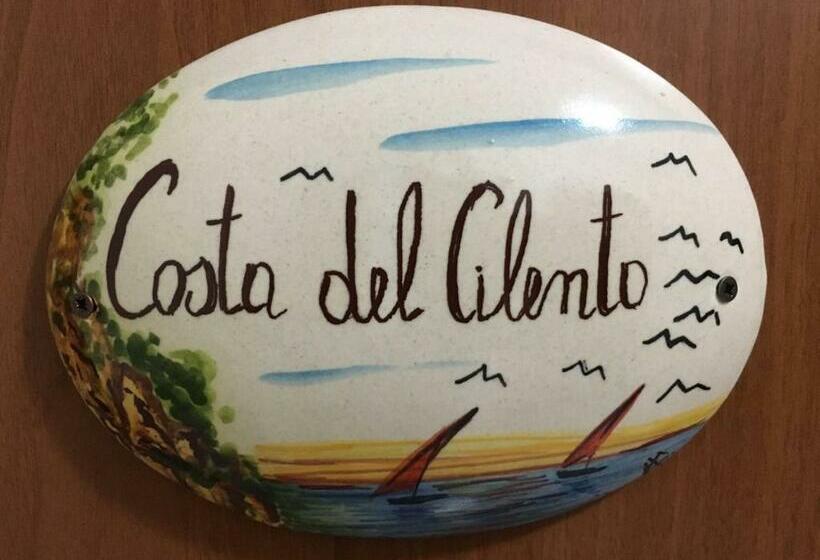 Costa del Cilento